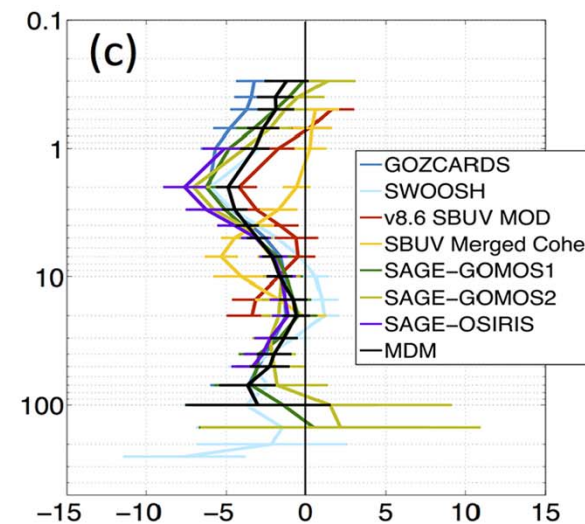 0.1
(c)
1
10
100
GOZCARDS
SWOOSH
v8.6 SBUV MOD
SBUV Merged Cohe
SAGE-GOMOS1
SAGE-GOMOS2
SAGE-OSIRIS
MDM
-15 -10 -5 0 5 10 15